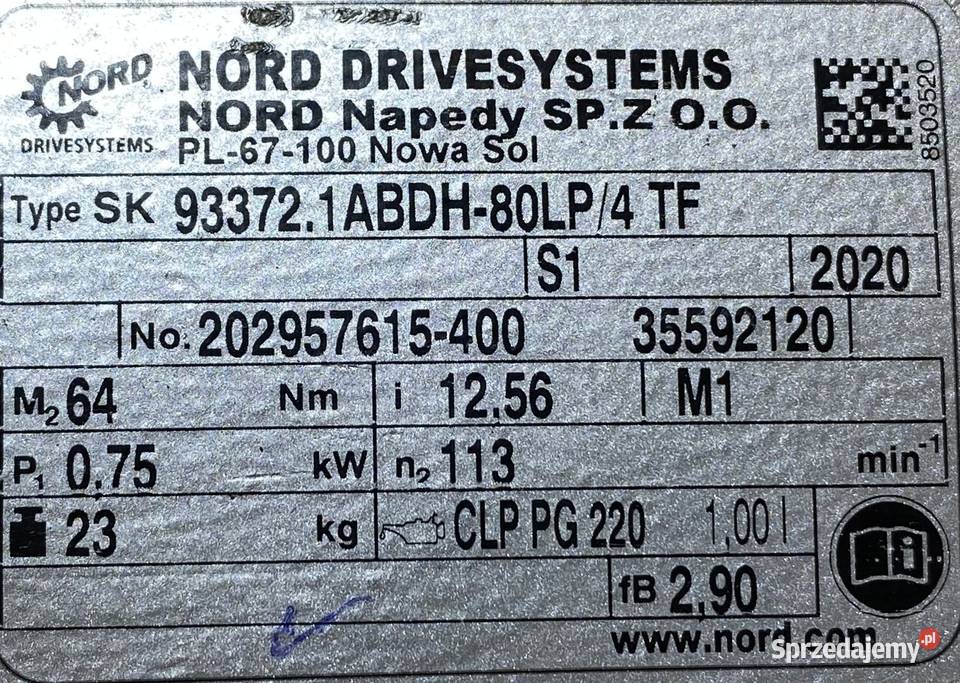 NORD
DRIVESYSTEMS
NORD DRIVESYSTEMS
NORD Napedy SP.Z O.O.
PL-67-100 Nowa Sol
8503520
Type SK 93372.1ABDH-80LP/4 TF
S1 2020
No. 202957615-400 35592120
M₂ 64 Nm i 12.56 M1
P₁ 0.75 kW n₂ 113 min⁻¹
23 kg CLP PG 220 1,00 l
fB 2,90
www.nord.com
Sprzedajemy.pl